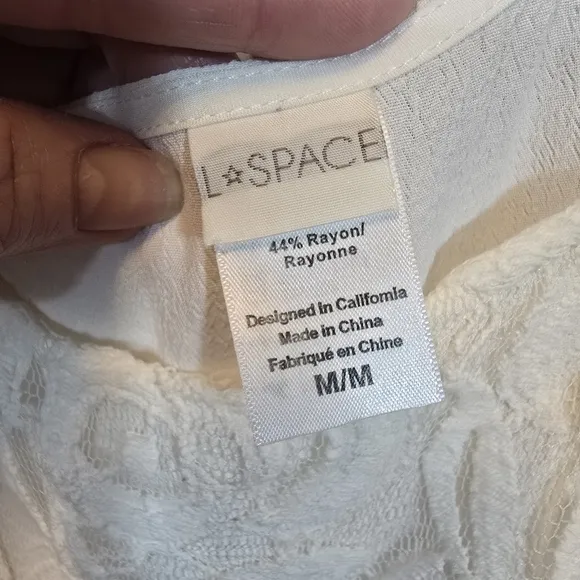 L☆SPACE
44% Rayon/
Rayonne
Designed in California
Made in China
Fabriqué en Chine
M/M